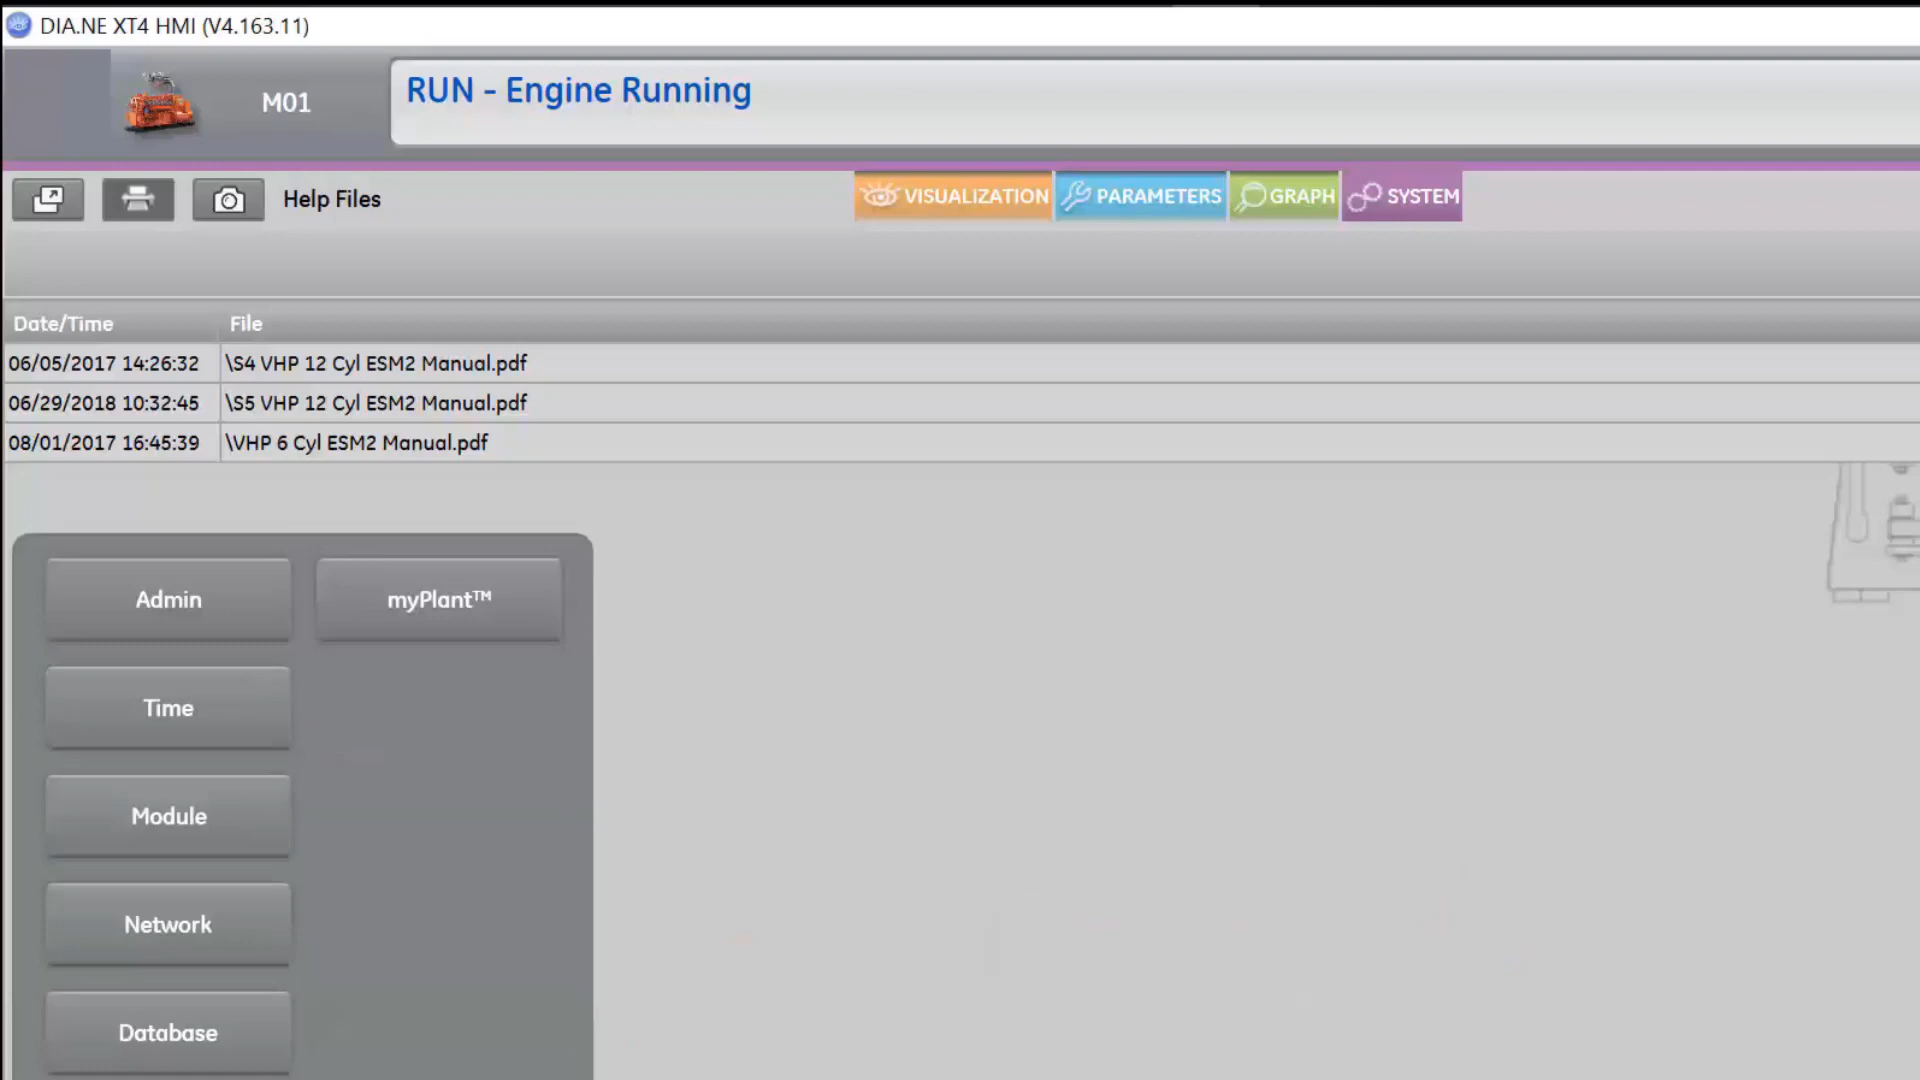 DIA.NE XT4 HMI (V4.163.11)
M01
RUN - Engine Running
Help Files
VISUALIZATION
PARAMETERS
GRAPH
SYSTEM
Date/Time File
06/05/2017 14:26:32 \S4 VHP 12 Cyl ESM2 Manual.pdf
06/29/2018 10:32:45 \S5 VHP 12 Cyl ESM2 Manual.pdf
08/01/2017 16:45:39 \VHP 6 Cyl ESM2 Manual.pdf
Admin
myPlant™
Time
Module
Network
Database